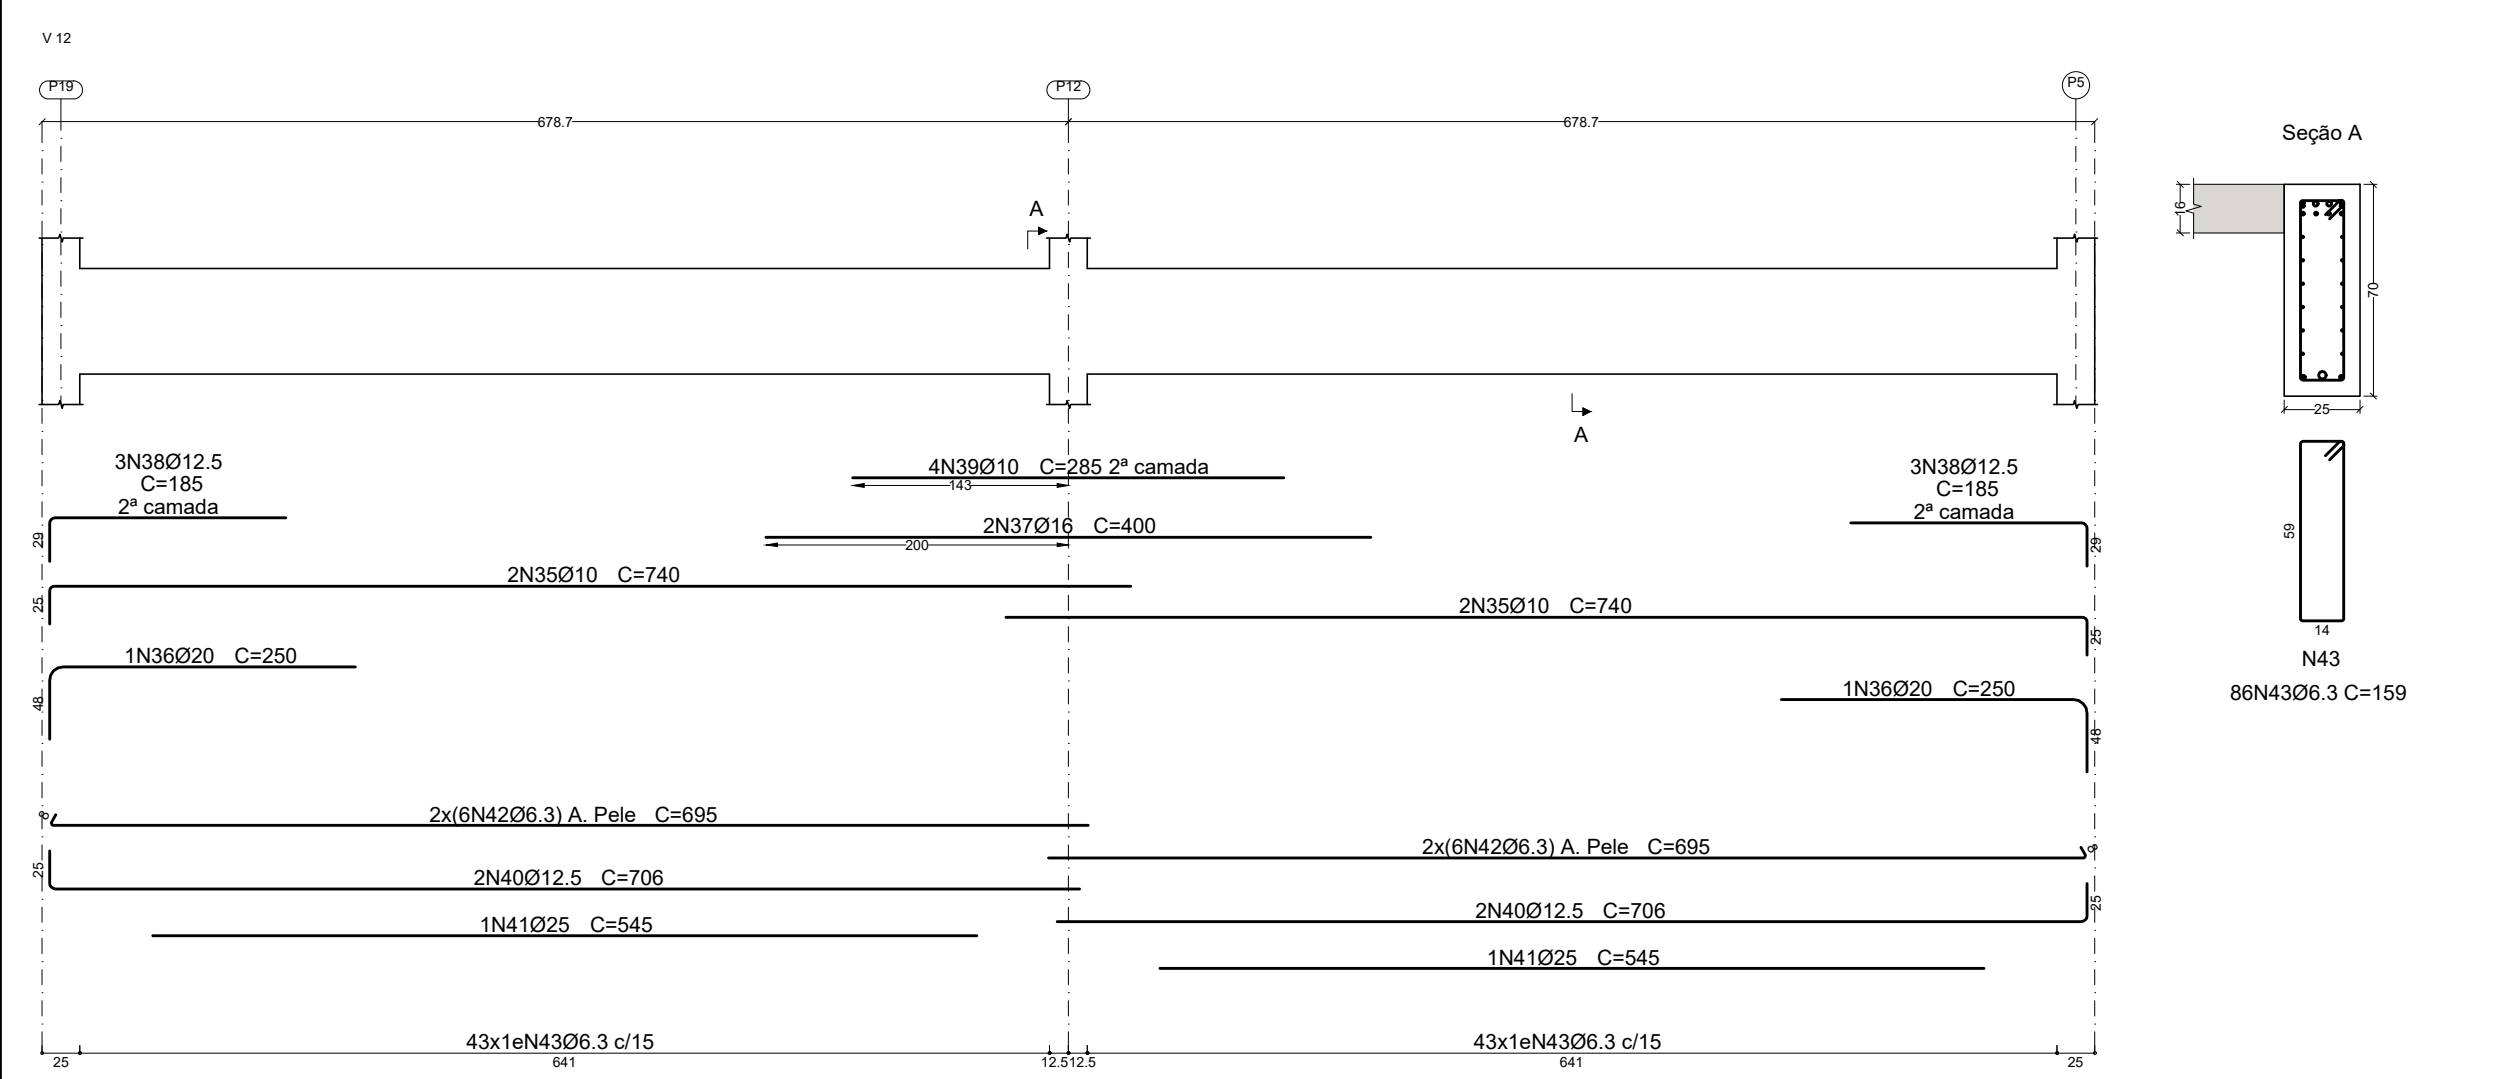 V 12
P19
P12
P5
678.7
678.7
Seção A
A
16
70
25
A
3N38Ø12.5
C=185
2ª camada
29
4N39Ø10 C=285 2ª camada
143
3N38Ø12.5
C=185
2ª camada
29
2N37Ø16 C=400
200
2N35Ø10 C=740
25
2N35Ø10 C=740
25
1N36Ø20 C=250
48
1N36Ø20 C=250
48
59
14
N43
86N43Ø6.3 C=159
2x(6N42Ø6.3) A. Pele C=695
8
2x(6N42Ø6.3) A. Pele C=695
8
2N40Ø12.5 C=706
25
2N40Ø12.5 C=706
25
1N41Ø25 C=545
1N41Ø25 C=545
43x1eN43Ø6.3 c/15
43x1eN43Ø6.3 c/15
25
641
12.5
12.5
641
25